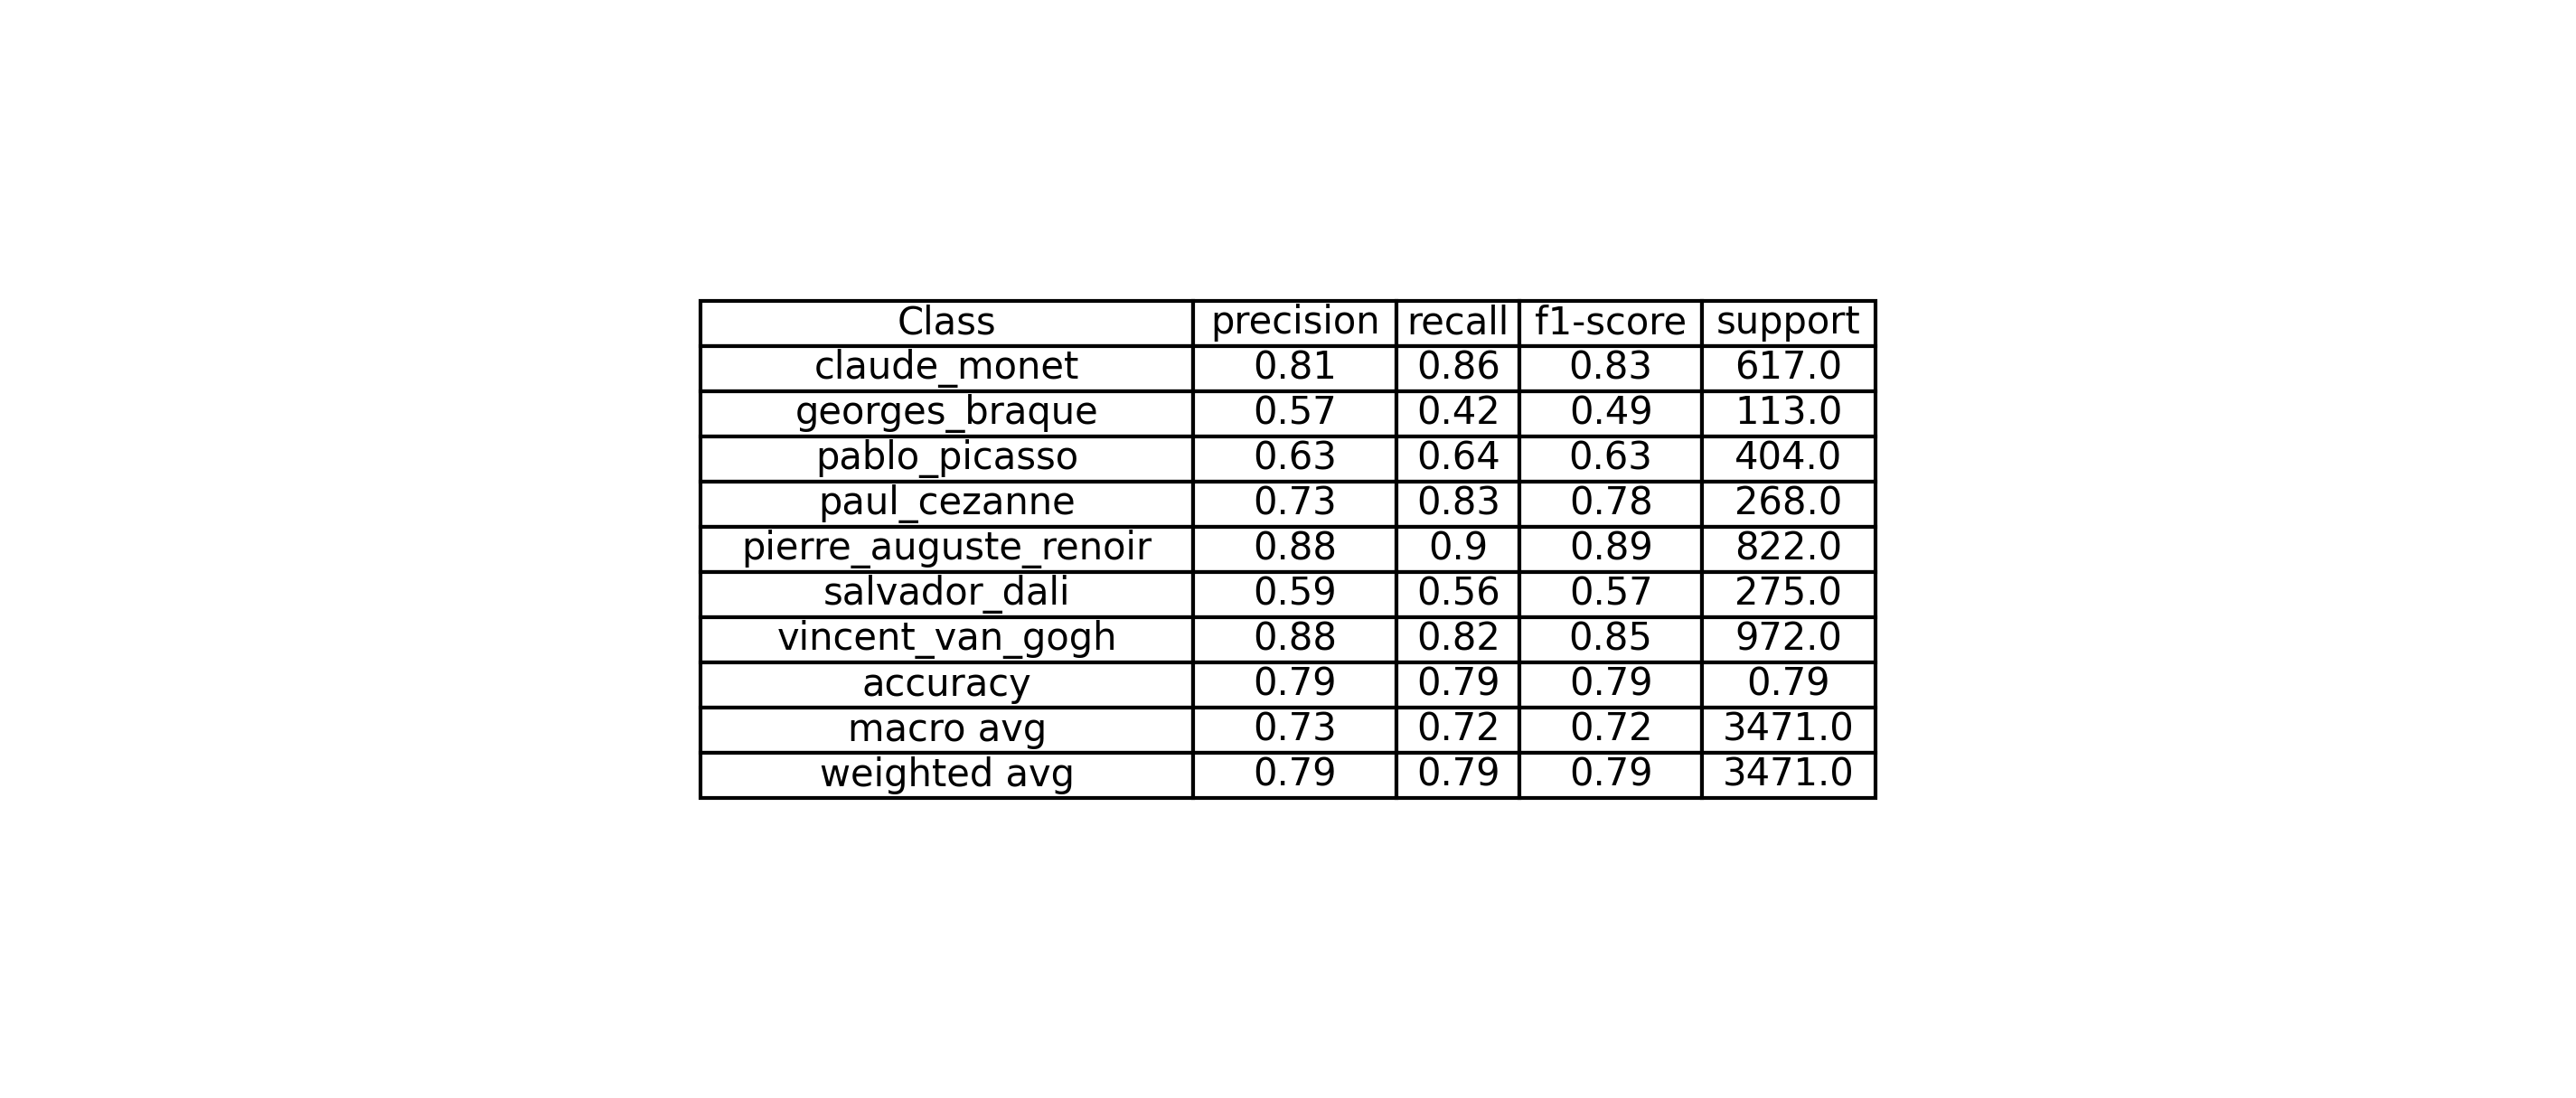 Class precision recall f1-score support
claude_monet 0.81 0.86 0.83 617.0
georges_braque 0.57 0.42 0.49 113.0
pablo_picasso 0.63 0.64 0.63 404.0
paul_cezanne 0.73 0.83 0.78 268.0
pierre_auguste_renoir 0.88 0.9 0.89 822.0
salvador_dali 0.59 0.56 0.57 275.0
vincent_van_gogh 0.88 0.82 0.85 972.0
accuracy 0.79 0.79 0.79 0.79
macro avg 0.73 0.72 0.72 3471.0
weighted avg 0.79 0.79 0.79 3471.0